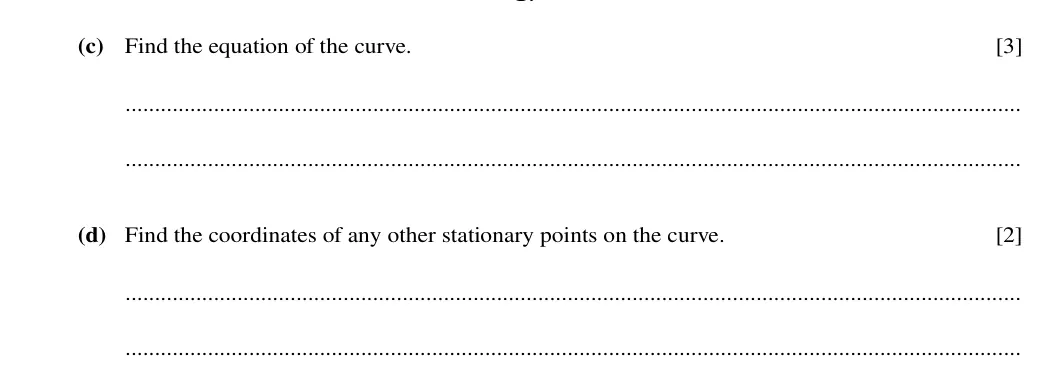 (c) Find the equation of the curve. [3]
(d) Find the coordinates of any other stationary points on the curve. [2]